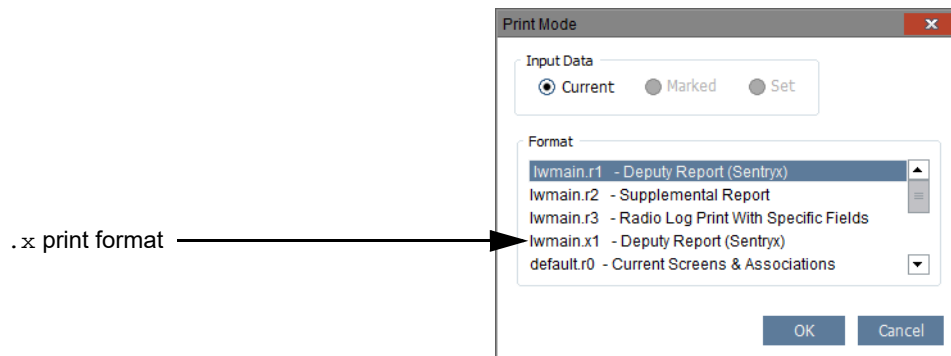 Print Mode
Input Data
Current Marked Set
Format
lwmain.r1 - Deputy Report (Sentryx)
lwmain.r2 - Supplemental Report
lwmain.r3 - Radio Log Print With Specific Fields
.x print format
lwmain.x1 - Deputy Report (Sentryx)
default.r0 - Current Screens & Associations
OK Cancel